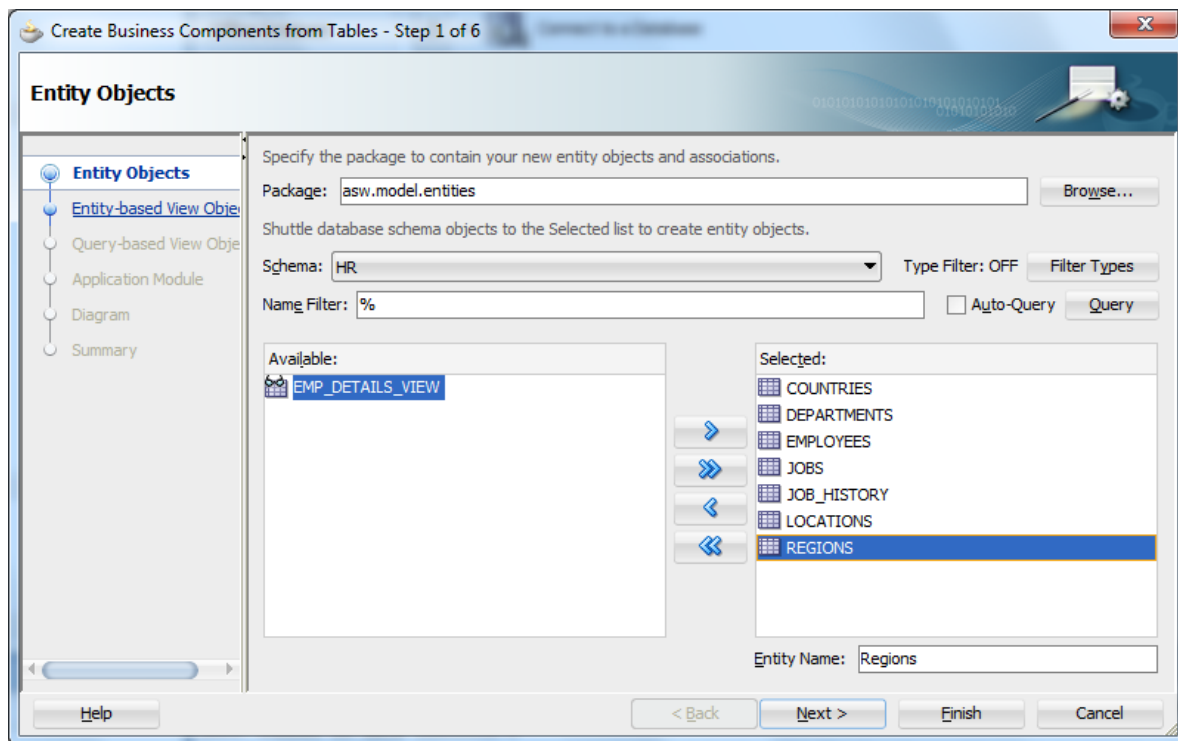 Create Business Components from Tables - Step 1 of 6
Entity Objects
Entity Objects
Entity-based View Obje
Query-based View Obje
Application Module
Diagram
Summary
Specify the package to contain your new entity objects and associations.
Package: asw.model.entities Browse...
Shuttle database schema objects to the Selected list to create entity objects.
Schema: HR Type Filter: OFF Filter Types
Name Filter: % Auto-Query Query
Available:
EMP_DETAILS_VIEW
Selected:
COUNTRIES
DEPARTMENTS
EMPLOYEES
JOBS
JOB_HISTORY
LOCATIONS
REGIONS
Entity Name: Regions
Help < Back Next > Finish Cancel